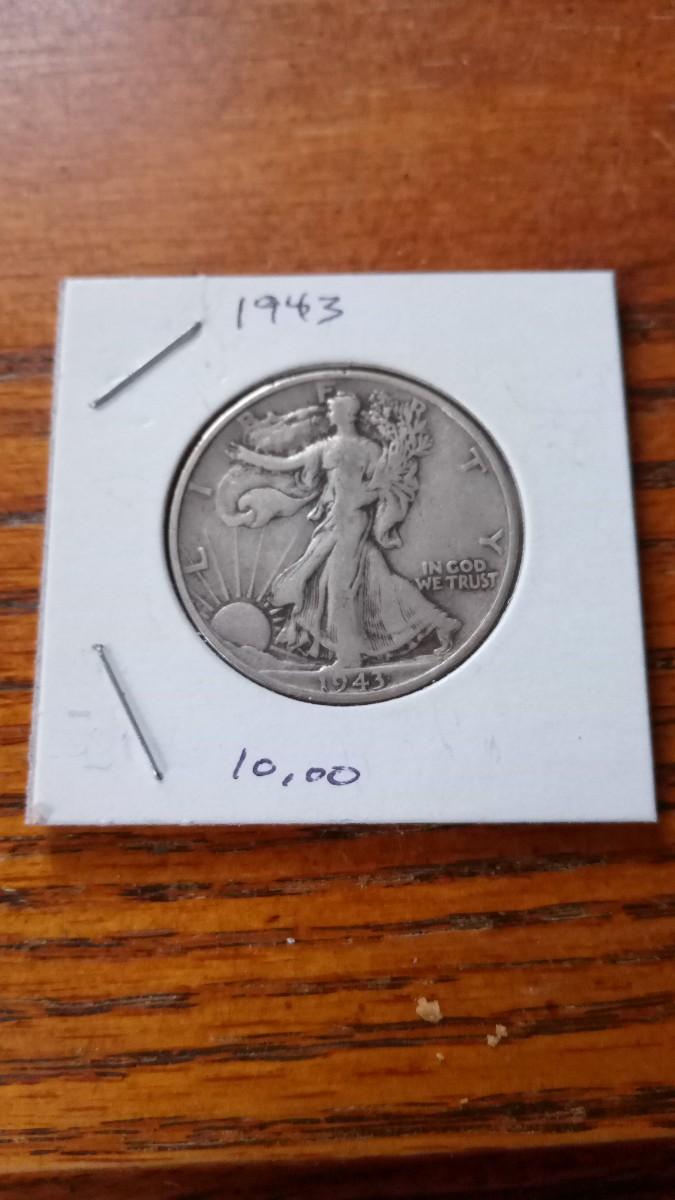 1943
LIBERTY
IN GOD
WE TRUST
1943
10,00